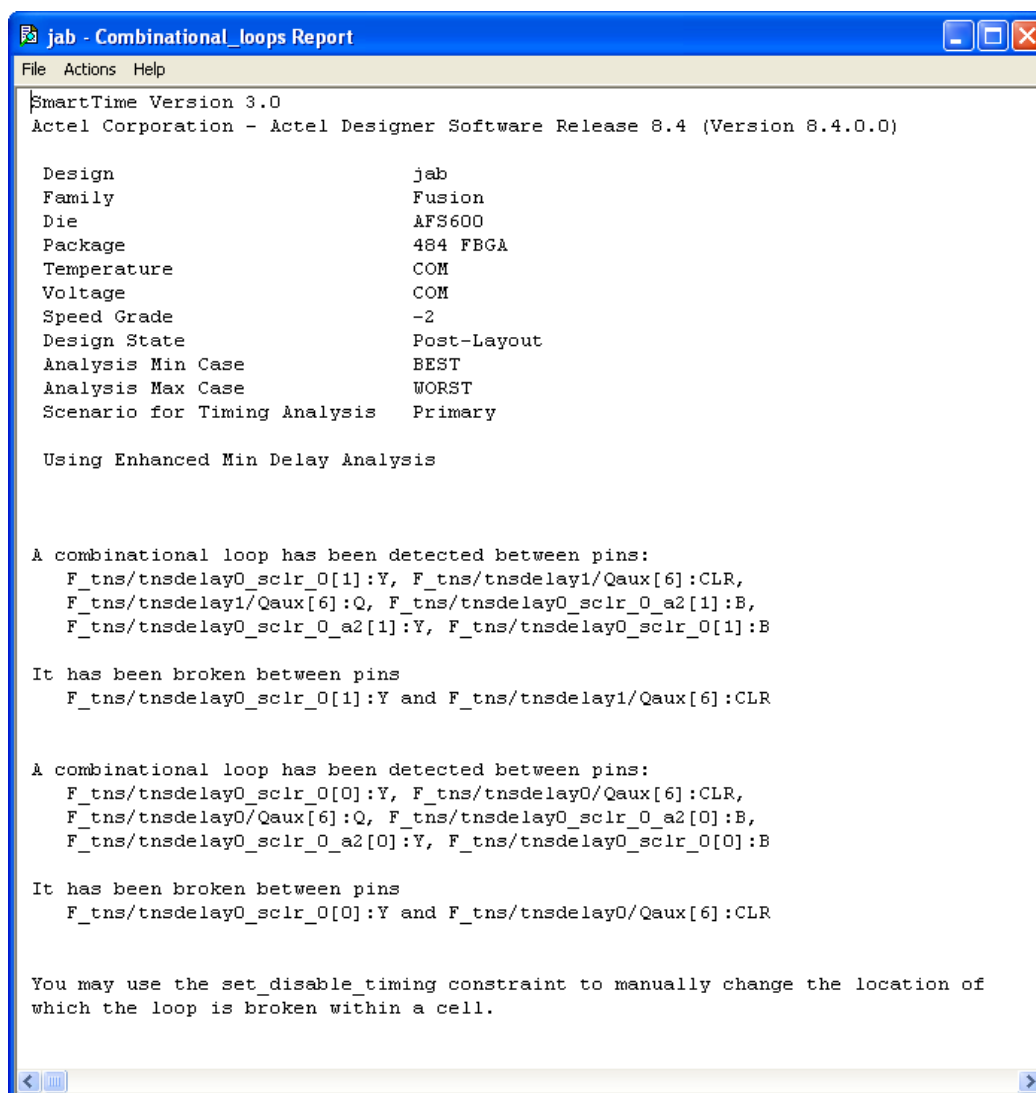 jab - Combinational_loops Report
File Actions Help
SmartTime Version 3.0
Actel Corporation - Actel Designer Software Release 8.4 (Version 8.4.0.0)
Design jab
Family Fusion
Die AFS600
Package 484 FBGA
Temperature COM
Voltage COM
Speed Grade -2
Design State Post-Layout
Analysis Min Case BEST
Analysis Max Case WORST
Scenario for Timing Analysis Primary
Using Enhanced Min Delay Analysis
A combinational loop has been detected between pins:
F_tns/tnsdelay0_sclr_0[1]:Y, F_tns/tnsdelay1/Qaux[6]:CLR,
F_tns/tnsdelay1/Qaux[6]:Q, F_tns/tnsdelay0_sclr_0_a2[1]:B,
F_tns/tnsdelay0_sclr_0_a2[1]:Y, F_tns/tnsdelay0_sclr_0[1]:B
It has been broken between pins
F_tns/tnsdelay0_sclr_0[1]:Y and F_tns/tnsdelay1/Qaux[6]:CLR
A combinational loop has been detected between pins:
F_tns/tnsdelay0_sclr_0[0]:Y, F_tns/tnsdelay0/Qaux[6]:CLR,
F_tns/tnsdelay0/Qaux[6]:Q, F_tns/tnsdelay0_sclr_0_a2[0]:B,
F_tns/tnsdelay0_sclr_0_a2[0]:Y, F_tns/tnsdelay0_sclr_0[0]:B
It has been broken between pins
F_tns/tnsdelay0_sclr_0[0]:Y and F_tns/tnsdelay0/Qaux[6]:CLR
You may use the set_disable_timing constraint to manually change the location of
which the loop is broken within a cell.